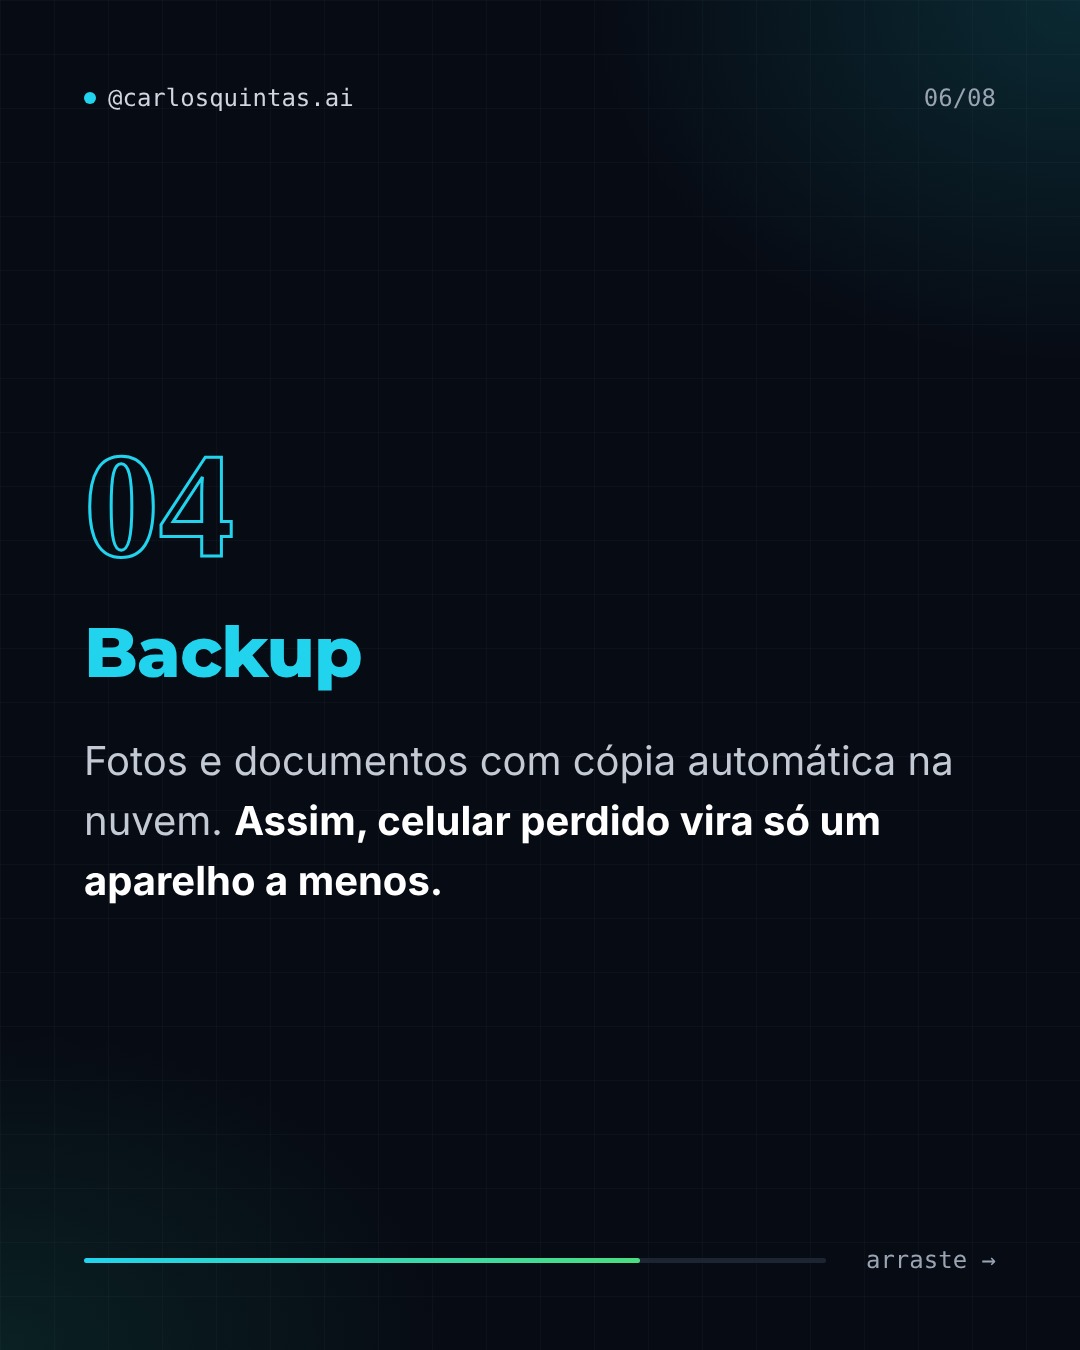 @carlosquintas.ai
06/08
04
Backup
Fotos e documentos com cópia automática na
nuvem. Assim, celular perdido vira só um
aparelho a menos.
arraste →